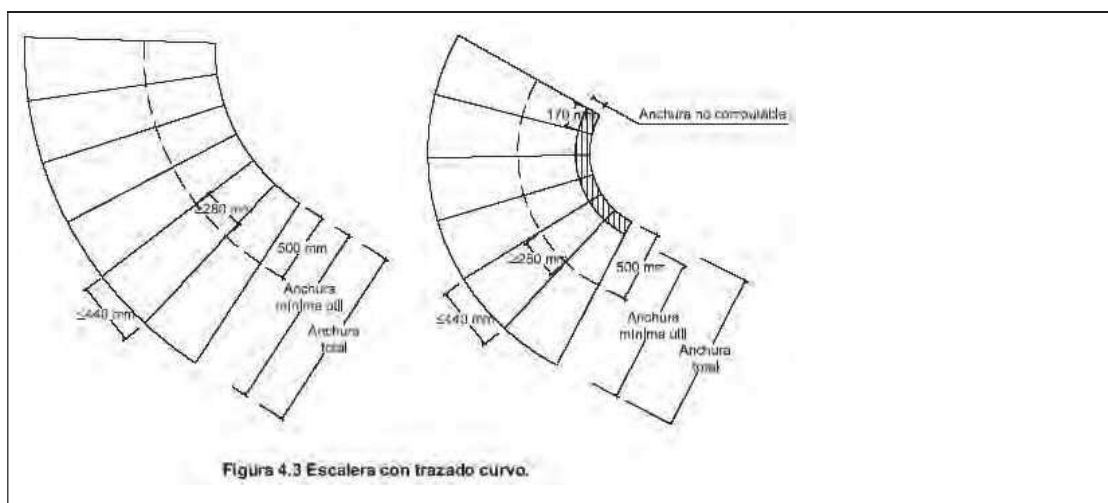 ≥280 mm
500 mm
Anchura
mínima útil
Anchura
total
≤440 mm
170
Anchura no computable
≥280 mm
500 mm
Anchura
mínima útil
Anchura
total
≤440 mm
Figura 4.3 Escalera con trazado curvo.